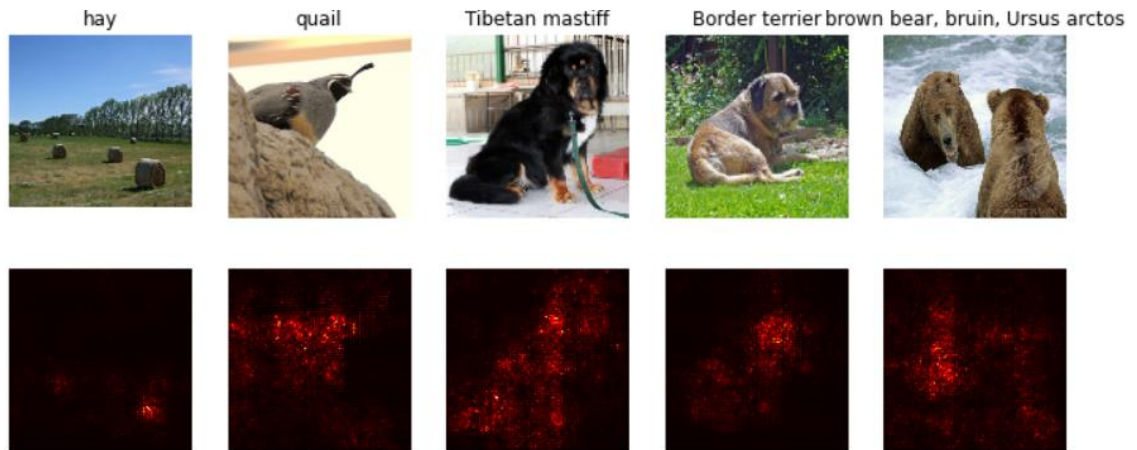 hay
quail
Tibetan mastiff
Border terrier
brown bear, bruin, Ursus arctos